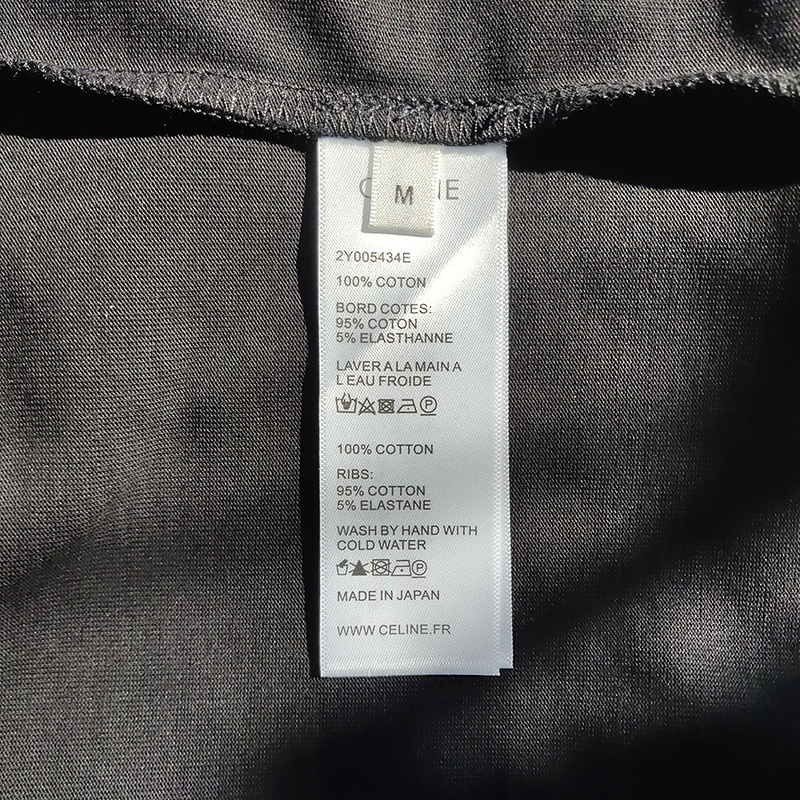 M
2Y005434E
100% COTON
BORD COTES:
95% COTON
5% ELASTHANNE
LAVER A LA MAIN A
L'EAU FROIDE
100% COTTON
RIBS:
95% COTTON
5% ELASTANE
WASH BY HAND WITH
COLD WATER
MADE IN JAPAN
WWW.CELINE.FR